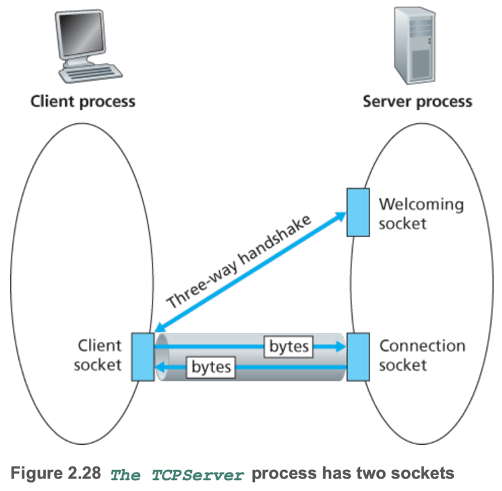 Client process
Server process
Welcoming
socket
Three-way handshake
Client
socket
bytes
bytes
Connection
socket
Figure 2.28 The TCPServer process has two sockets